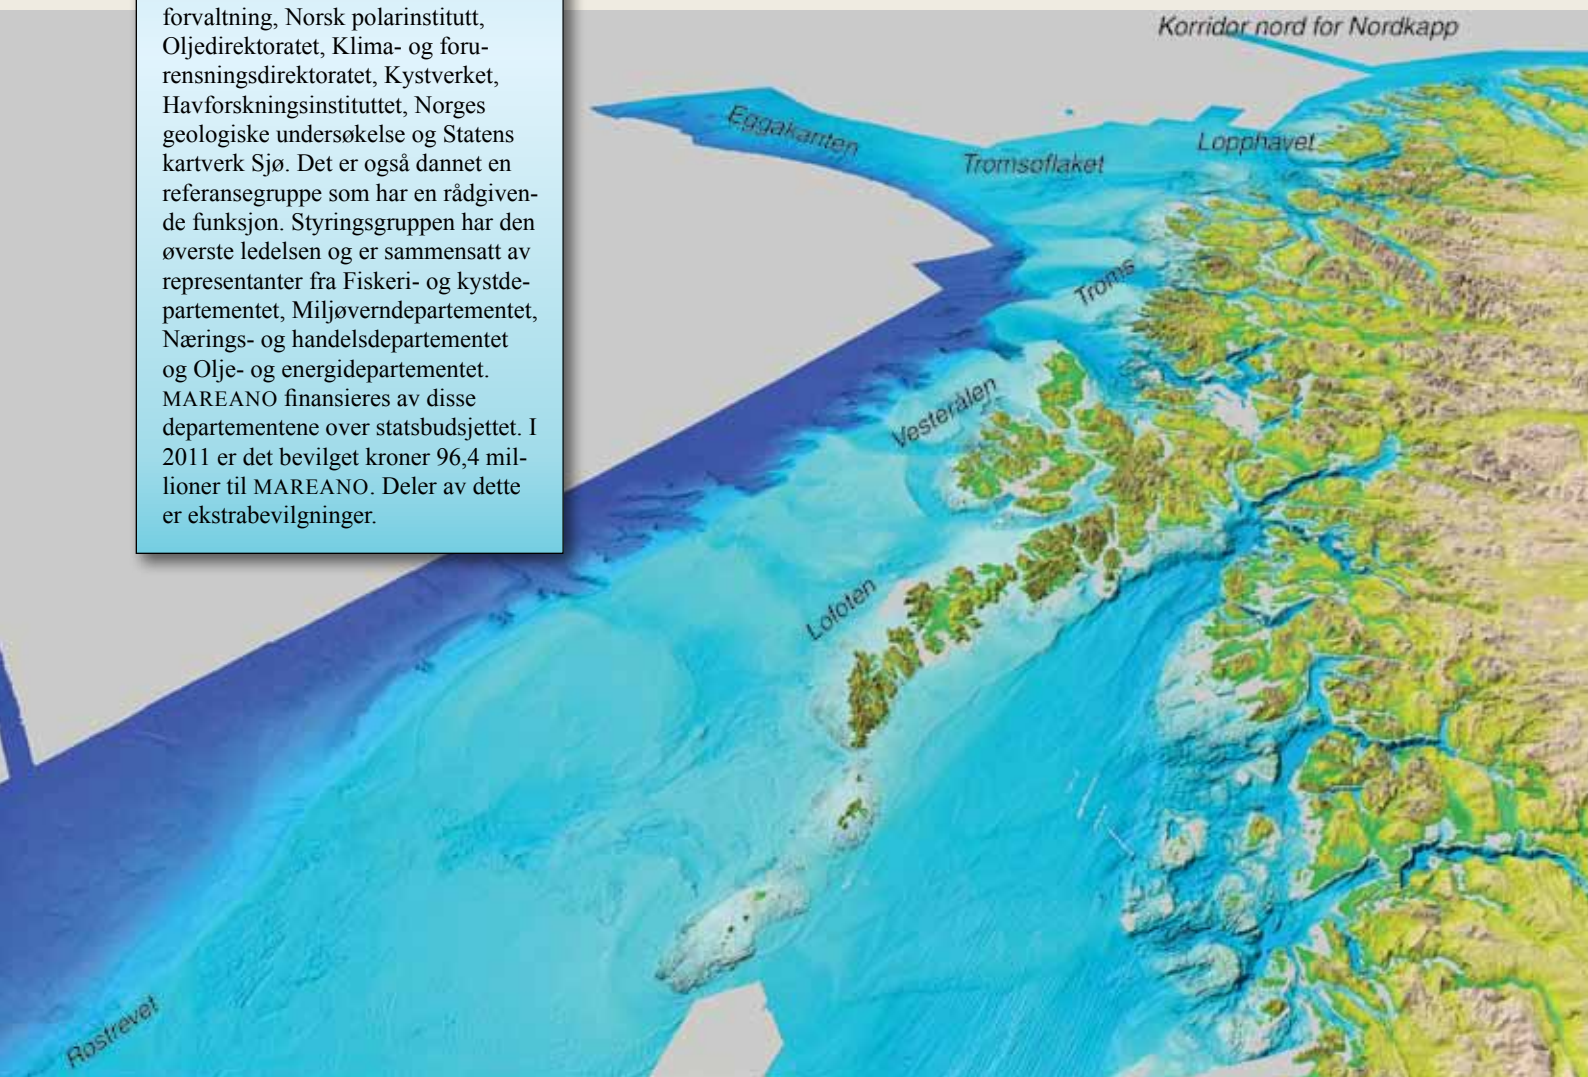 forvaltning, Norsk polarinstitutt,
Oljedirektoratet, Klima- og foru-
rensningsdirektoratet, Kystverket,
Havforskningsinstituttet, Norges
geologiske undersøkelse og Statens
kartverk Sjø. Det er også dannet en
referansegruppe som har en rådgiven-
de funksjon. Styringsgruppen har den
øverste ledelsen og er sammensatt av
representanter fra Fiskeri- og kystde-
partementet, Miljøverndepartementet,
Nærings- og handelsdepartementet
og Olje- og energidepartementet.
MAREANO finansieres av disse
departementene over statsbudsjettet. I
2011 er det bevilget kroner 96,4 mil-
lioner til MAREANO. Deler av dette
er ekstrabevilgninger.
Korridor nord for Nordkapp
Eggakanten
Tromsøflaket
Lopphavet
Troms
Vesterålen
Lofoten
Røstrevet